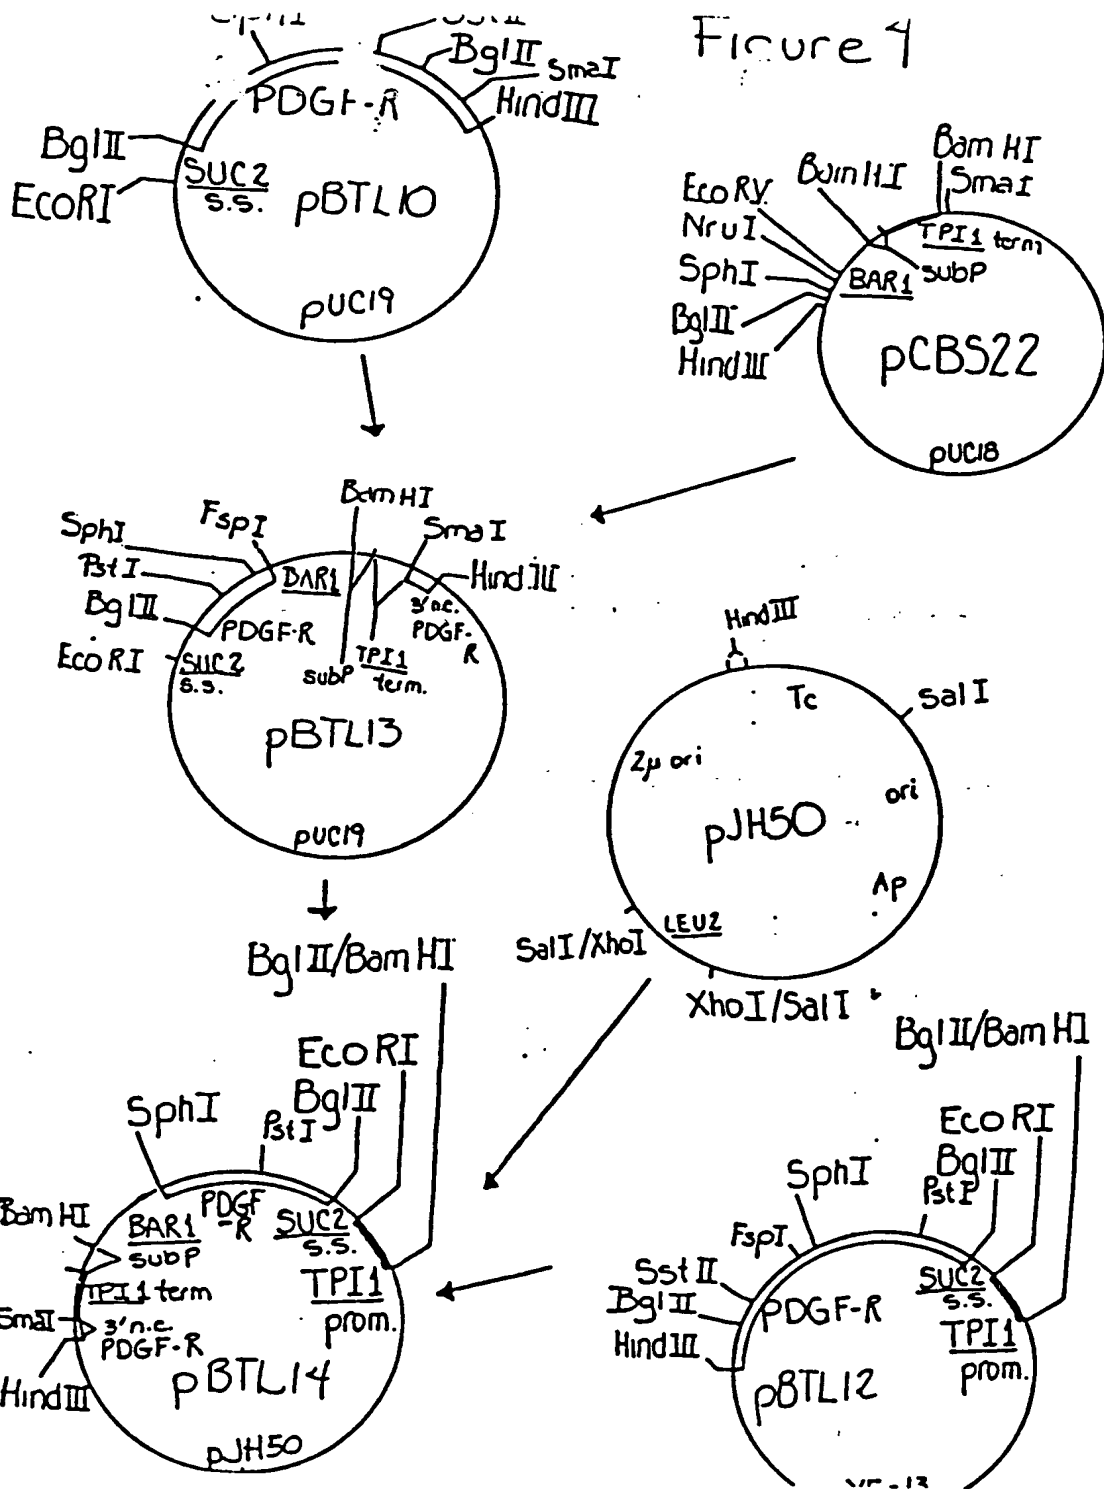 Figure 4
SphI
SstII
BglII
SmaI
HindIII
PDGF-R
BglII
EcoRI
SUC2
s.s.
pBTL10
pUC19
BamHI
SmaI
BamHI
EcoRV
NruI
SphI
BglII
HindIII
TPI1 term
subP
BAR1
pCBS22
pUC18
BamHI
FspI
SphI
PstI
BglII
EcoRI
SmaI
HindIII
BAR1
3'n.c.
PDGF-
R
PDGF-R
SUC2
s.s.
subP
TPI1
term.
pBTL13
pUC19
HindIII
Tc
SalI
2μ ori
ori
pJH50
Ap
LEU2
SalI/XhoI
XhoI/SalI
BglII/BamHI
EcoRI
BglII
PstI
SphI
BamHI
BAR1
subP
PDGF
-R
SUC2
s.s.
TPI1 term
TPI1
prom.
SmaI
3'n.c.
PDGF-R
HindIII
pBTL14
pJH50
BglII/BamHI
EcoRI
BglII
PstI
SphI
FspI
SstII
BglII
HindIII
PDGF-R
SUC2
s.s.
TPI1
prom.
pBTL12